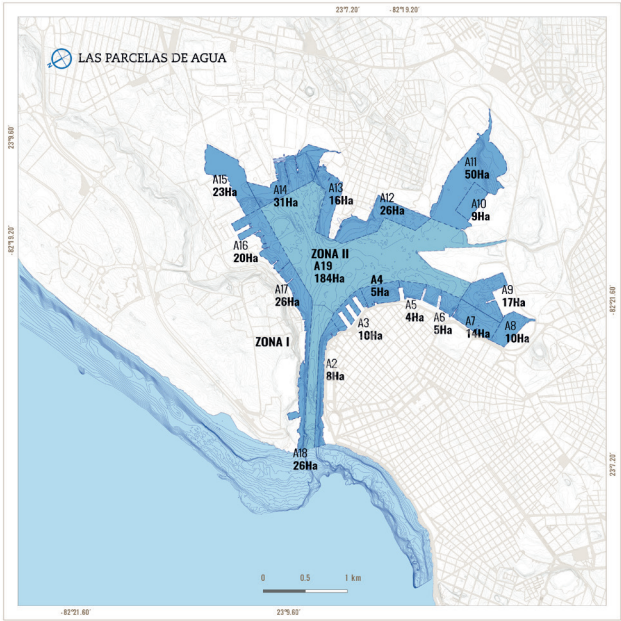 23°7.20´ -82°19.20´
N
LAS PARCELAS DE AGUA
23°9.60´
-82°19.20´
A15
23Ha
A14
31Ha
A13
16Ha
A12
26Ha
A11
50Ha
A10
9Ha
A16
20Ha
ZONA II
A19
184Ha
A17
26Ha
A4
5Ha
A5
4Ha
A6
5Ha
A9
17Ha
A7
14Ha
A8
10Ha
A3
10Ha
ZONA I
A2
8Ha
A18
26Ha
-82°21.60´
23°7.20´
0 0.5 1 km
-82°21.60´ 23°9.60´